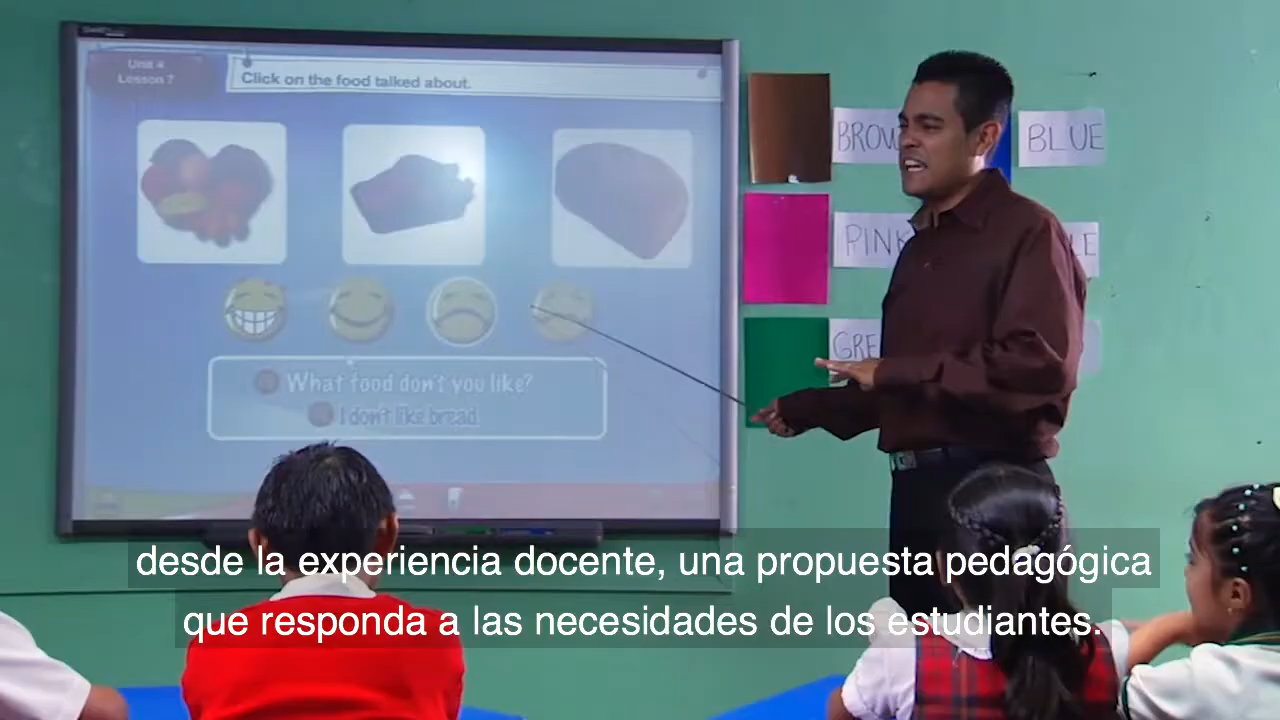 Unit 4
Lesson 7
Click on the food talked about.
What food don't you like?
I don't like bread.
BROW
BLUE
PINK
LE
GRE
desde la experiencia docente, una propuesta pedagógica
que responda a las necesidades de los estudiantes.